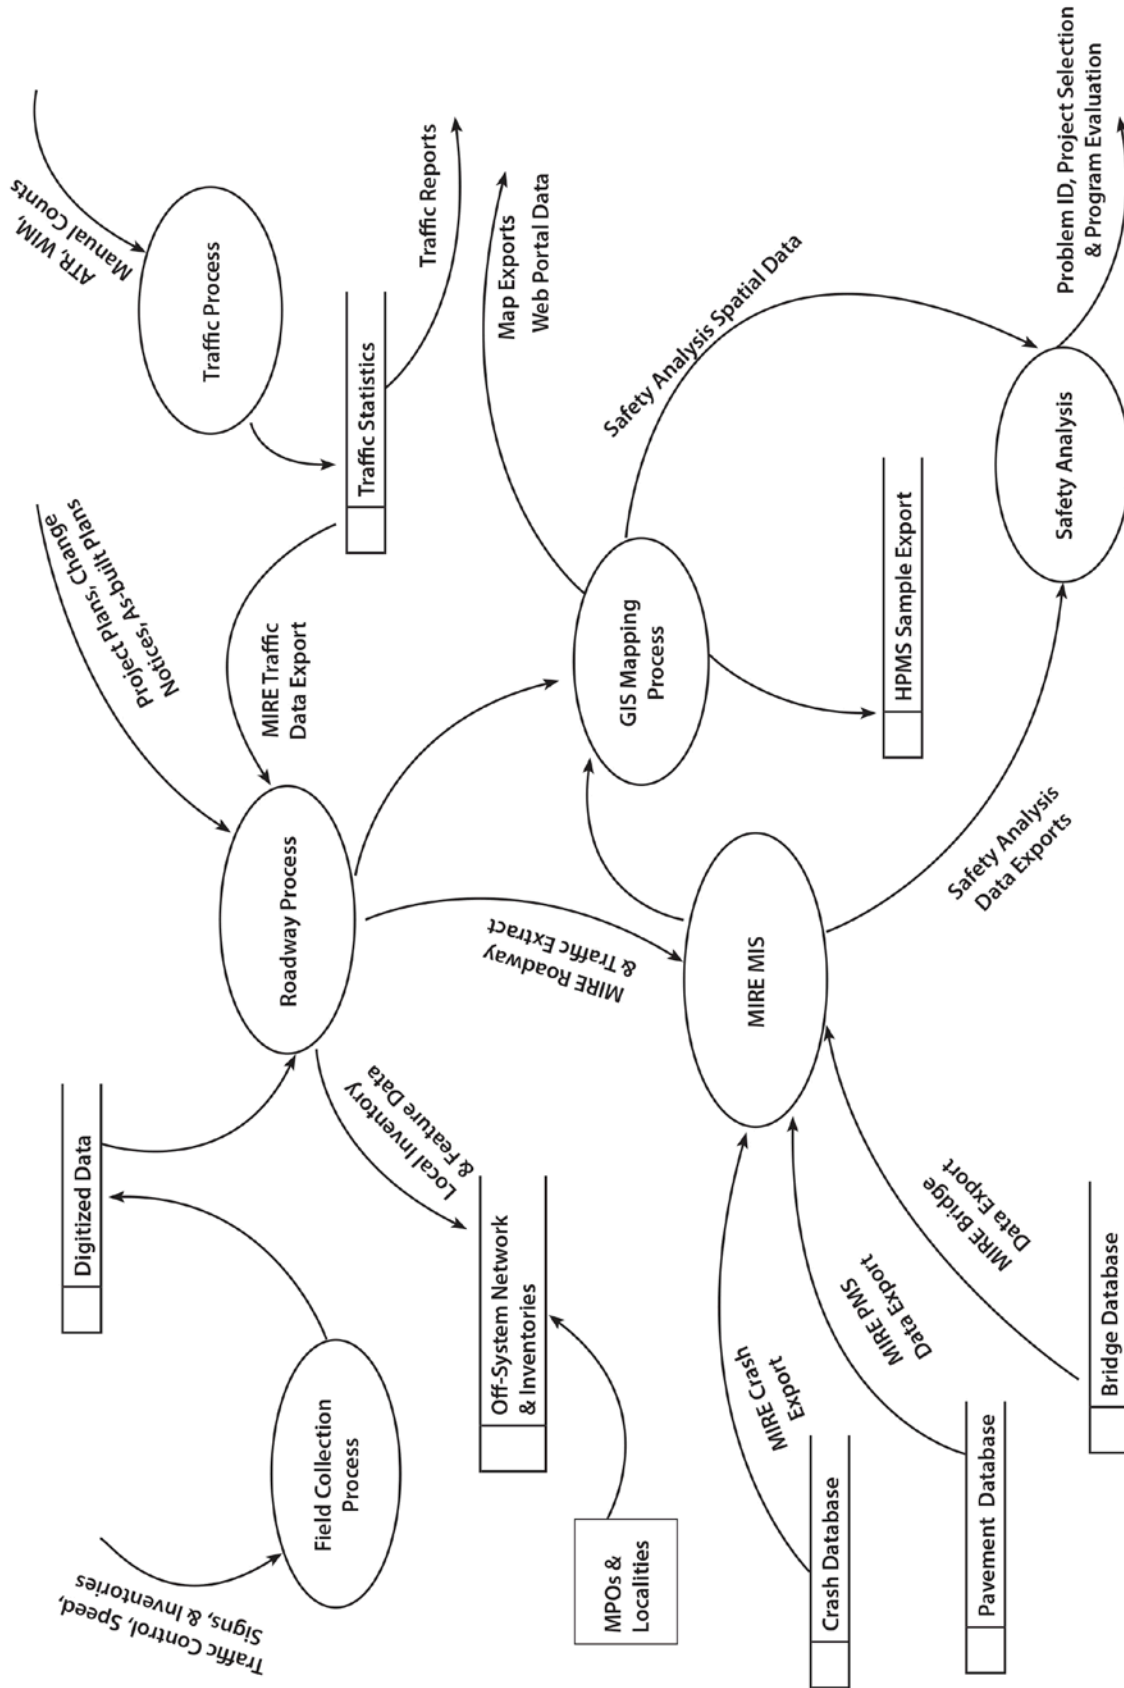 Traffic Control, Speed,
Signs, & Inventories
Field Collection
Process
Digitized Data
Project Plans, Change
Notices, As-built Plans
ATR, WIM,
Manual Counts
Roadway Process
Traffic Process
MIRE Traffic
Data Export
Traffic Statistics
Traffic Reports
Local Inventory
& Feature Data
Off-System Network
& Inventories
MPOs &
Localities
MIRE Roadway
& Traffic Extract
Map Exports
Web Portal Data
GIS Mapping
Process
Safety Analysis Spatial Data
MIRE MIS
HPMS Sample Export
MIRE Crash
Export
Crash Database
MIRE PMS
Data Export
Pavement Database
MIRE Bridge
Data Export
Bridge Database
Safety Analysis
Data Exports
Safety Analysis
Problem ID, Project Selection
& Program Evaluation